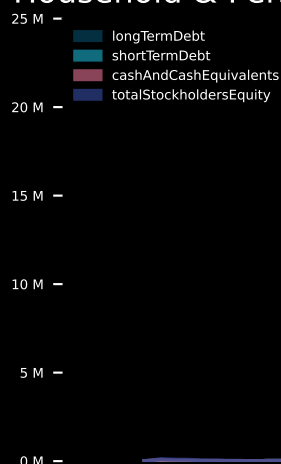 Household & Per
25 M
longTermDebt
shortTermDebt
cashAndCashEquivalents
totalStockholdersEquity
20 M
15 M
10 M
5 M
0 M